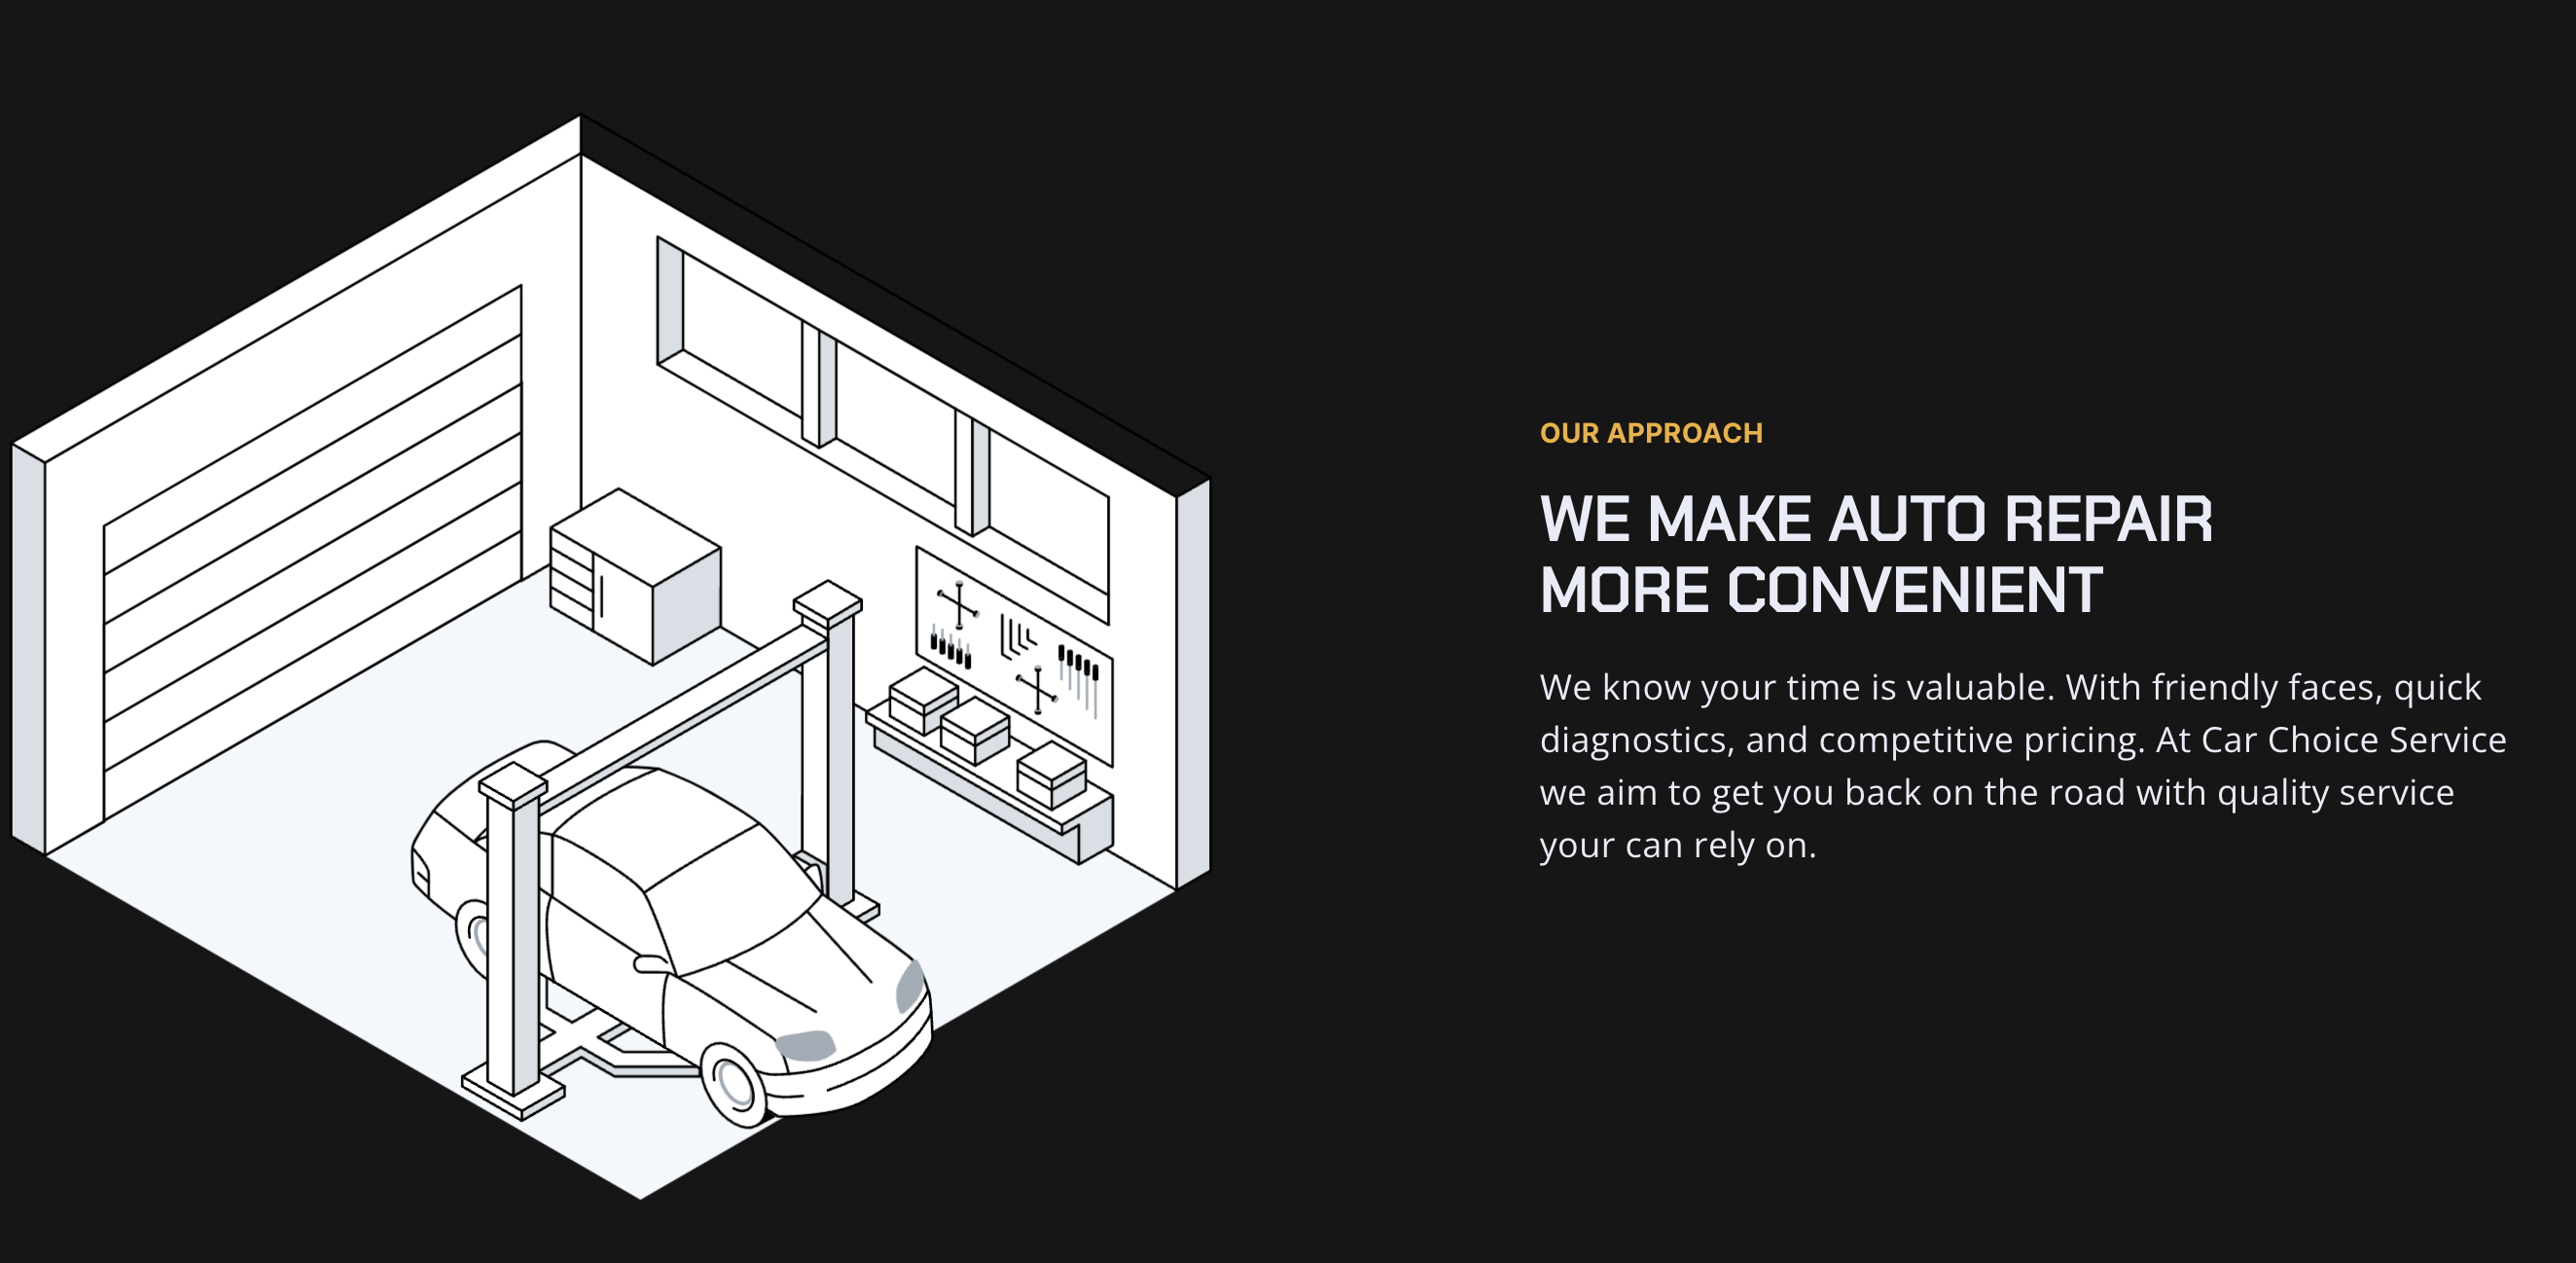 OUR APPROACH
WE MAKE AUTO REPAIR
MORE CONVENIENT
We know your time is valuable. With friendly faces, quick
diagnostics, and competitive pricing. At Car Choice Service
we aim to get you back on the road with quality service
your can rely on.